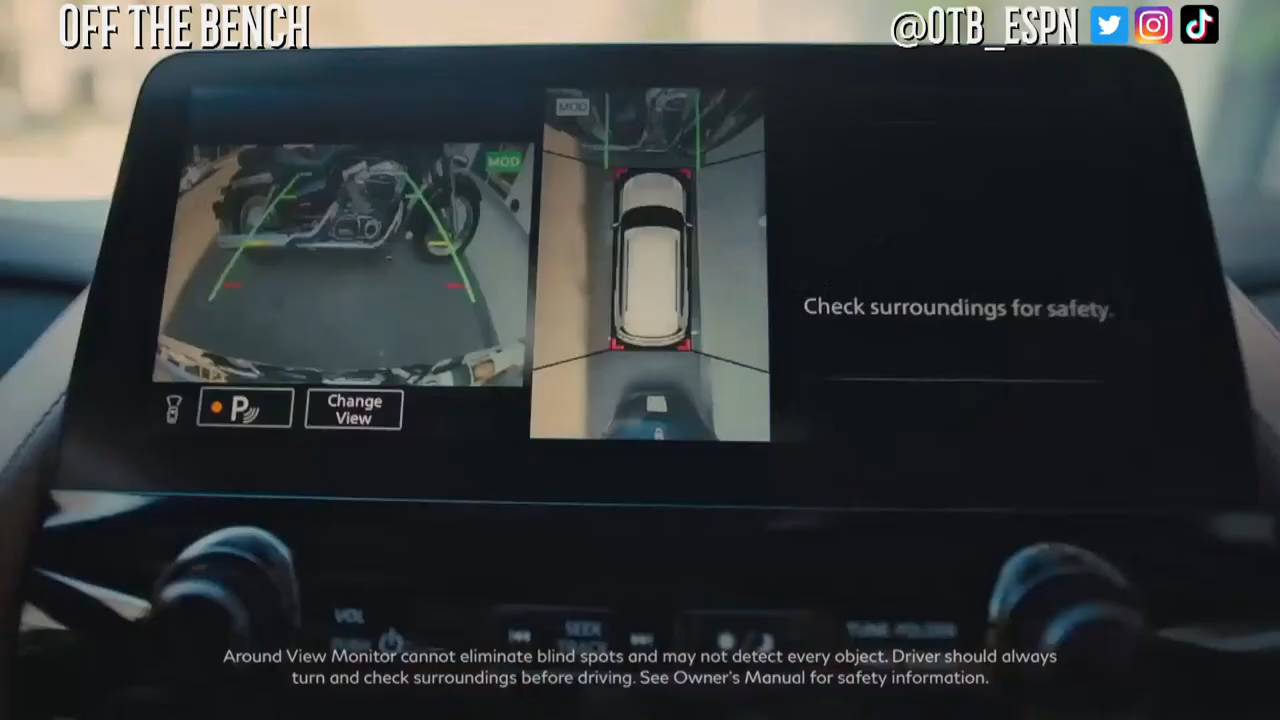 OFF THE BENCH
@OTB_ESPN
MOD
MOD
Check surroundings for safety.
P
Change
View
VOL
SEEK
TRACK
Around View Monitor cannot eliminate blind spots and may not detect every object. Driver should always
turn and check surroundings before driving. See Owner's Manual for safety information.